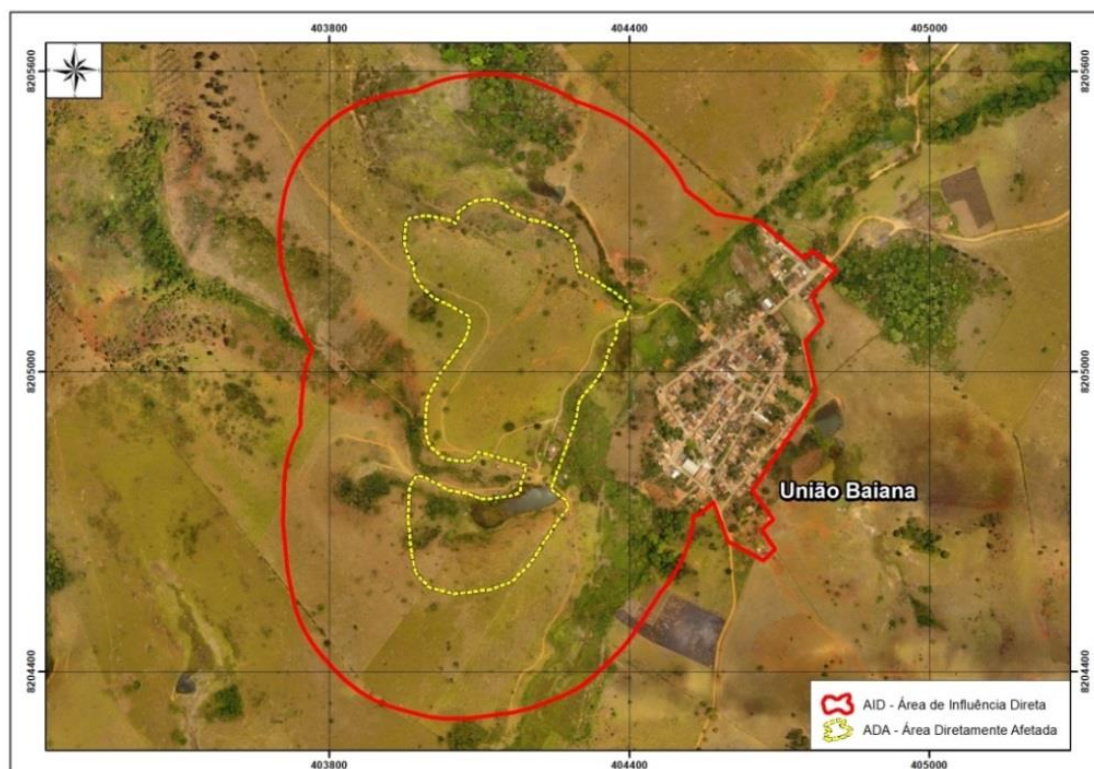 403800 404400 405000
8205600 8205600
8205000 8205000
União Baiana
8204400 8204400
AID - Área de Influência Direta
ADA - Área Diretamente Afetada
403800 404400 405000